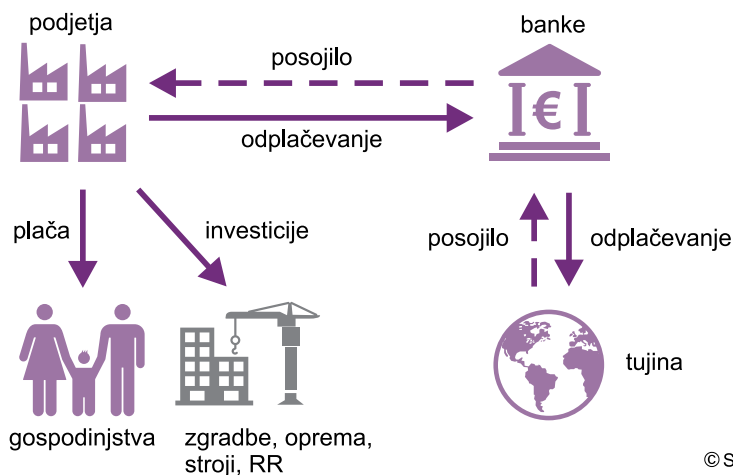 podjetja
banke
posojilo
odplačevanje
€
plača
investicije
posojilo
odplačevanje
tujina
gospodinjstva
zgradbe, oprema,
stroji, RR
© S